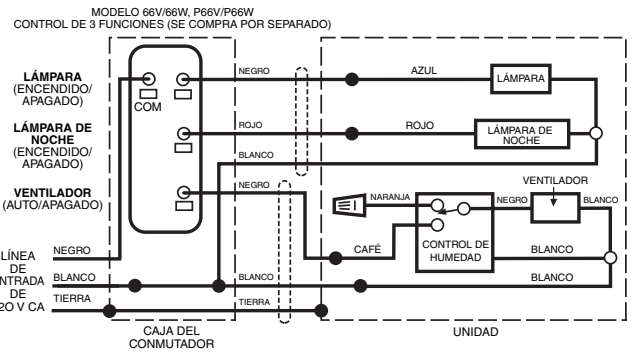 MODELO 66V/66W, P66V/P66W
CONTROL DE 3 FUNCIONES (SE COMPRA POR SEPARADO)
LÁMPARA
(ENCENDIDO/
APAGADO)
COM
NEGRO
AZUL
LÁMPARA
LÁMPARA DE
NOCHE
(ENCENDIDO/
APAGADO)
ROJO
ROJO
LÁMPARA DE
NOCHE
BLANCO
VENTILADOR
(AUTO/APAGADO)
NEGRO
NARANJA
NEGRO
VENTILADOR
BLANCO
CAFÉ
CONTROL DE
HUMEDAD
BLANCO
LÍNEA
DE
NTRADA
DE
20 V CA
NEGRO
BLANCO
BLANCO
BLANCO
TIERRA
TIERRA
CAJA DEL
CONMUTADOR
UNIDAD